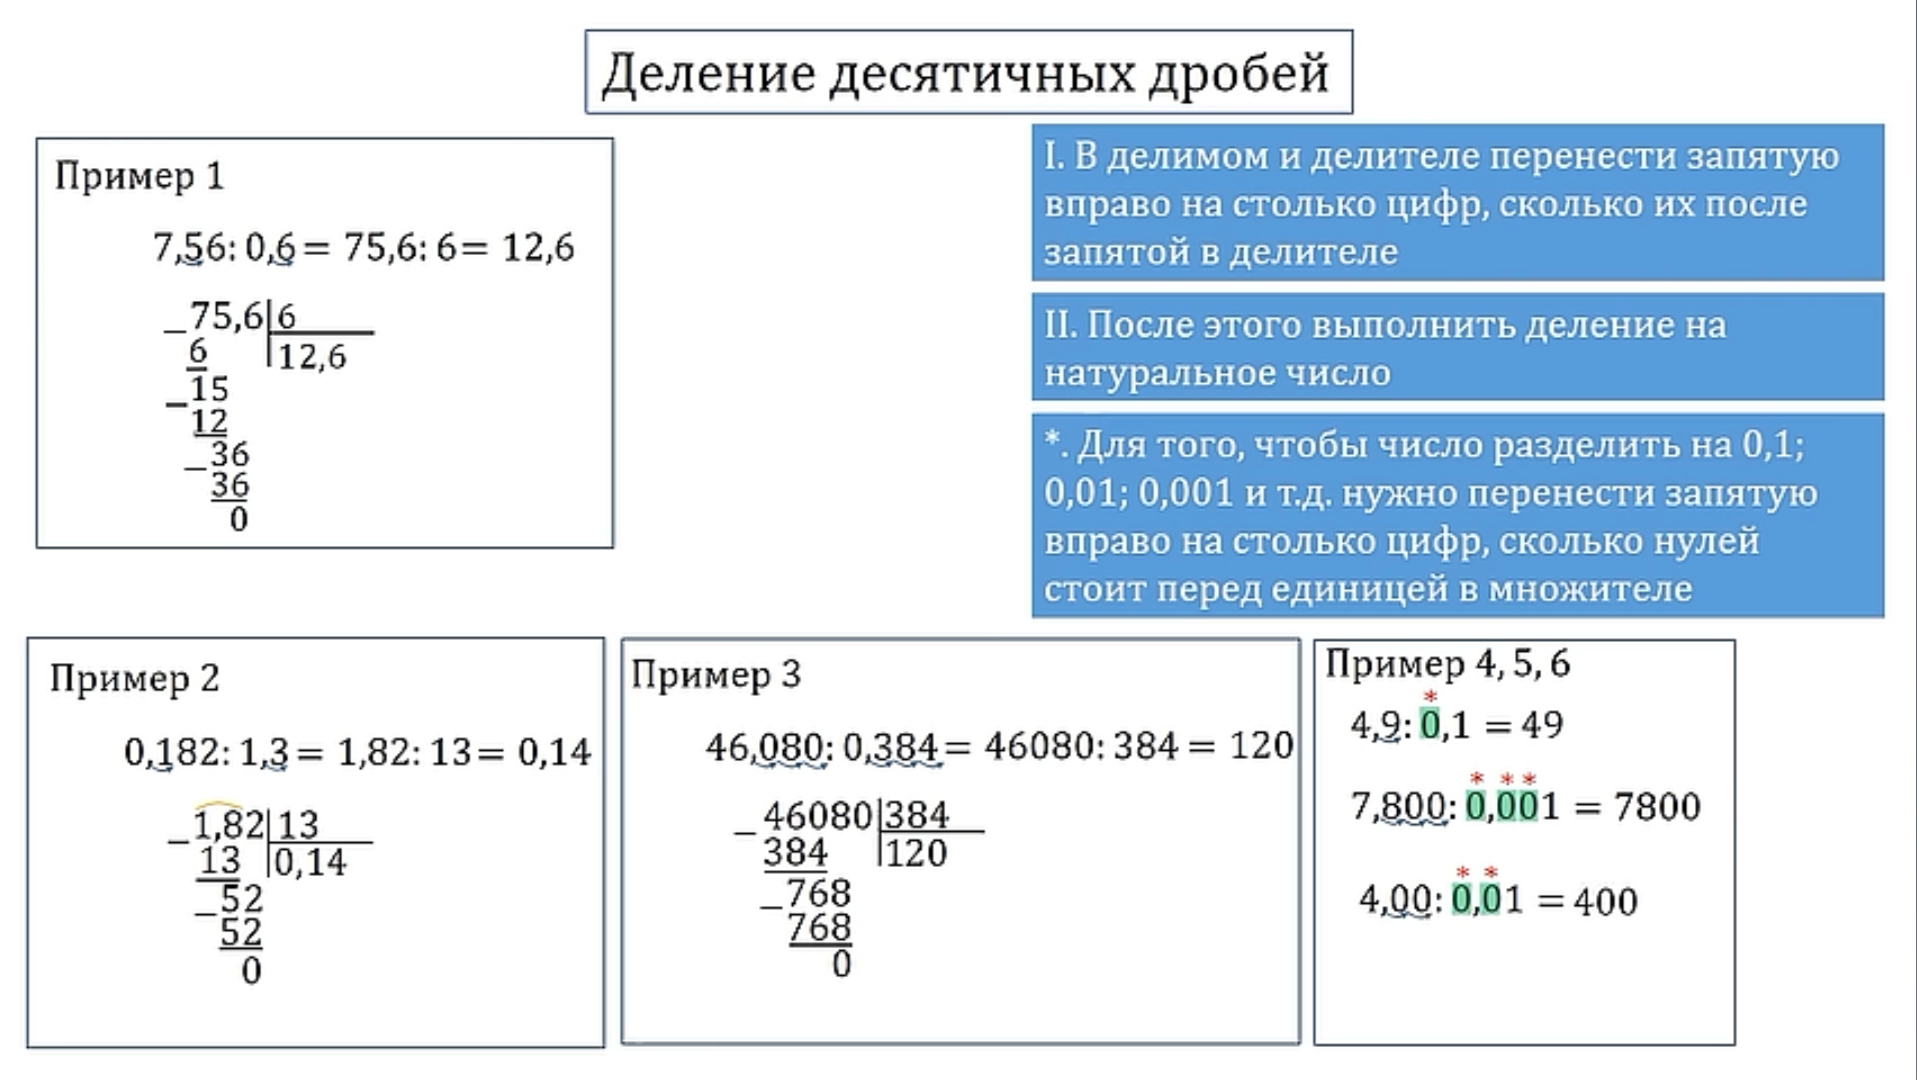 Деление десятичных дробей
Пример 1
7,56: 0,6 = 75,6: 6 = 12,6
– 75,6 6
6 12,6
– 15
12
– 36
36
0
I. В делимом и делителе перенести запятую
вправо на столько цифр, сколько их после
запятой в делителе
II. После этого выполнить деление на
натуральное число
*. Для того, чтобы число разделить на 0,1;
0,01; 0,001 и т.д. нужно перенести запятую
вправо на столько цифр, сколько нулей
стоит перед единицей в множителе
Пример 2
0,182: 1,3 = 1,82: 13 = 0,14
– 1,82 13
13 0,14
– 52
52
0
Пример 3
46,080: 0,384 = 46080: 384 = 120
– 46080 384
384 120
– 768
768
0
Пример 4, 5, 6
*
4,9: 0,1 = 49
* * *
7,800: 0,001 = 7800
* *
4,00: 0,01 = 400